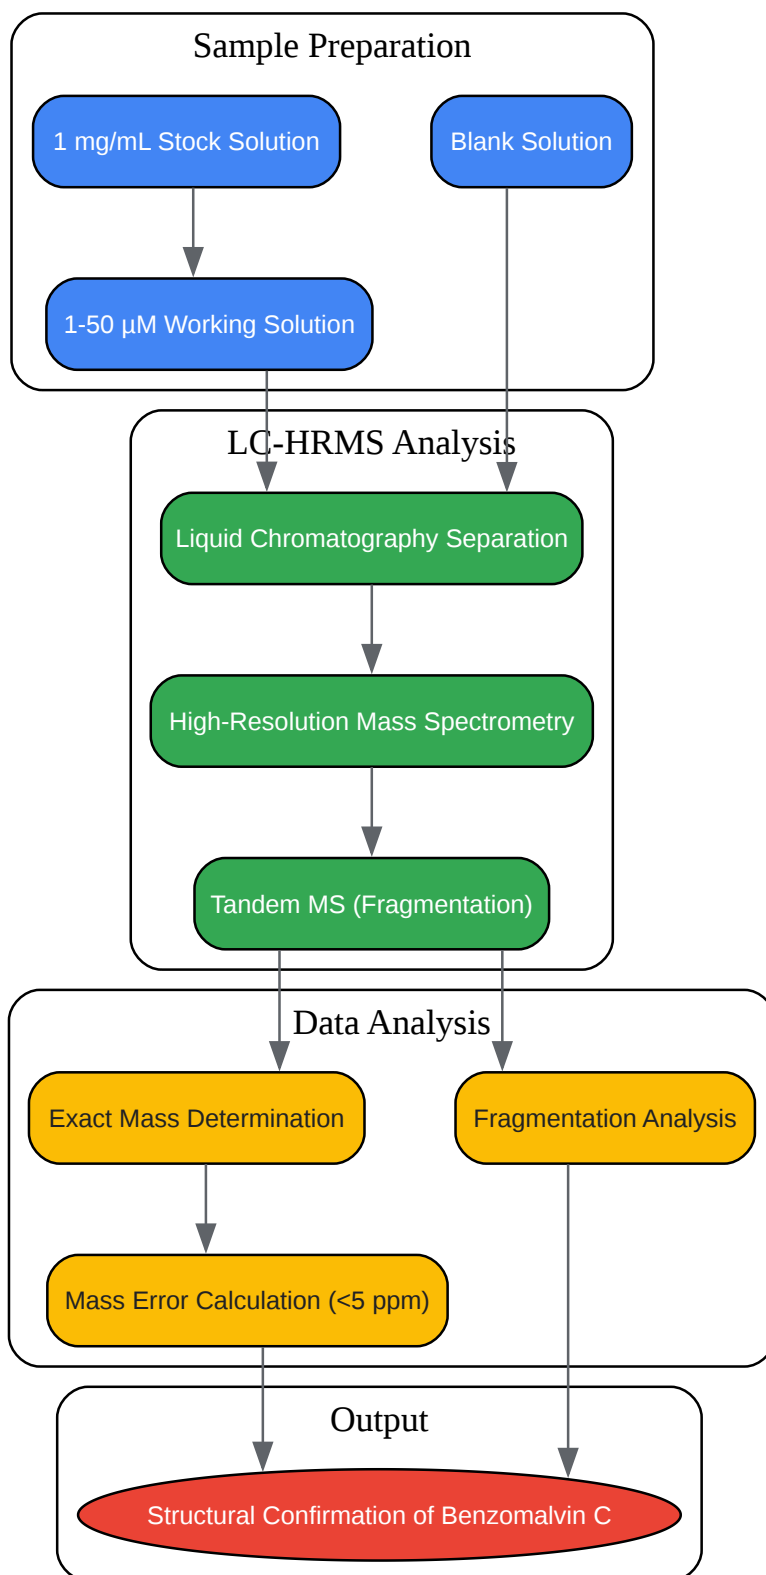 Sample Preparation
1 mg/mL Stock Solution
Blank Solution
1-50 µM Working Solution
LC-HRMS Analysis
Liquid Chromatography Separation
High-Resolution Mass Spectrometry
Tandem MS (Fragmentation)
Data Analysis
Exact Mass Determination
Fragmentation Analysis
Mass Error Calculation (<5 ppm)
Output
Structural Confirmation of Benzomalvin C